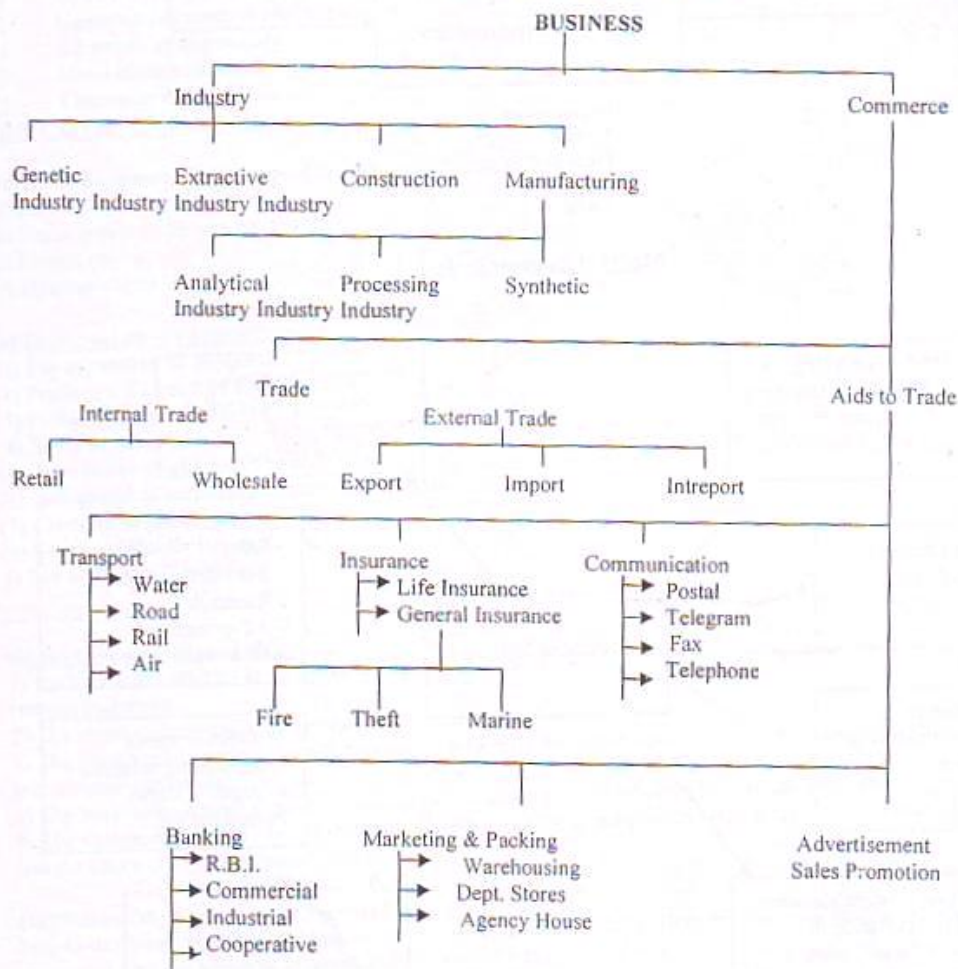 BUSINESS
Industry
Commerce
Genetic Extractive Construction Manufacturing
Industry Industry Industry Industry
Analytical Processing Synthetic
Industry Industry Industry
Trade
Aids to Trade
Internal Trade External Trade
Retail Wholesale Export Import Intreport
Transport Insurance Communication
Water Life Insurance Postal
Road General Insurance Telegram
Rail Fax
Air Telephone
Fire Theft Marine
Banking Marketing & Packing Advertisement
R.B.I. Warehousing Sales Promotion
Commercial Dept. Stores
Industrial Agency House
Cooperative